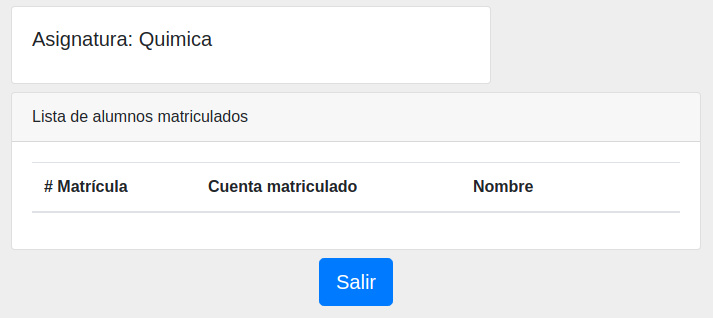 Asignatura: Quimica
Lista de alumnos matriculados
# Matrícula Cuenta matriculado Nombre
Salir